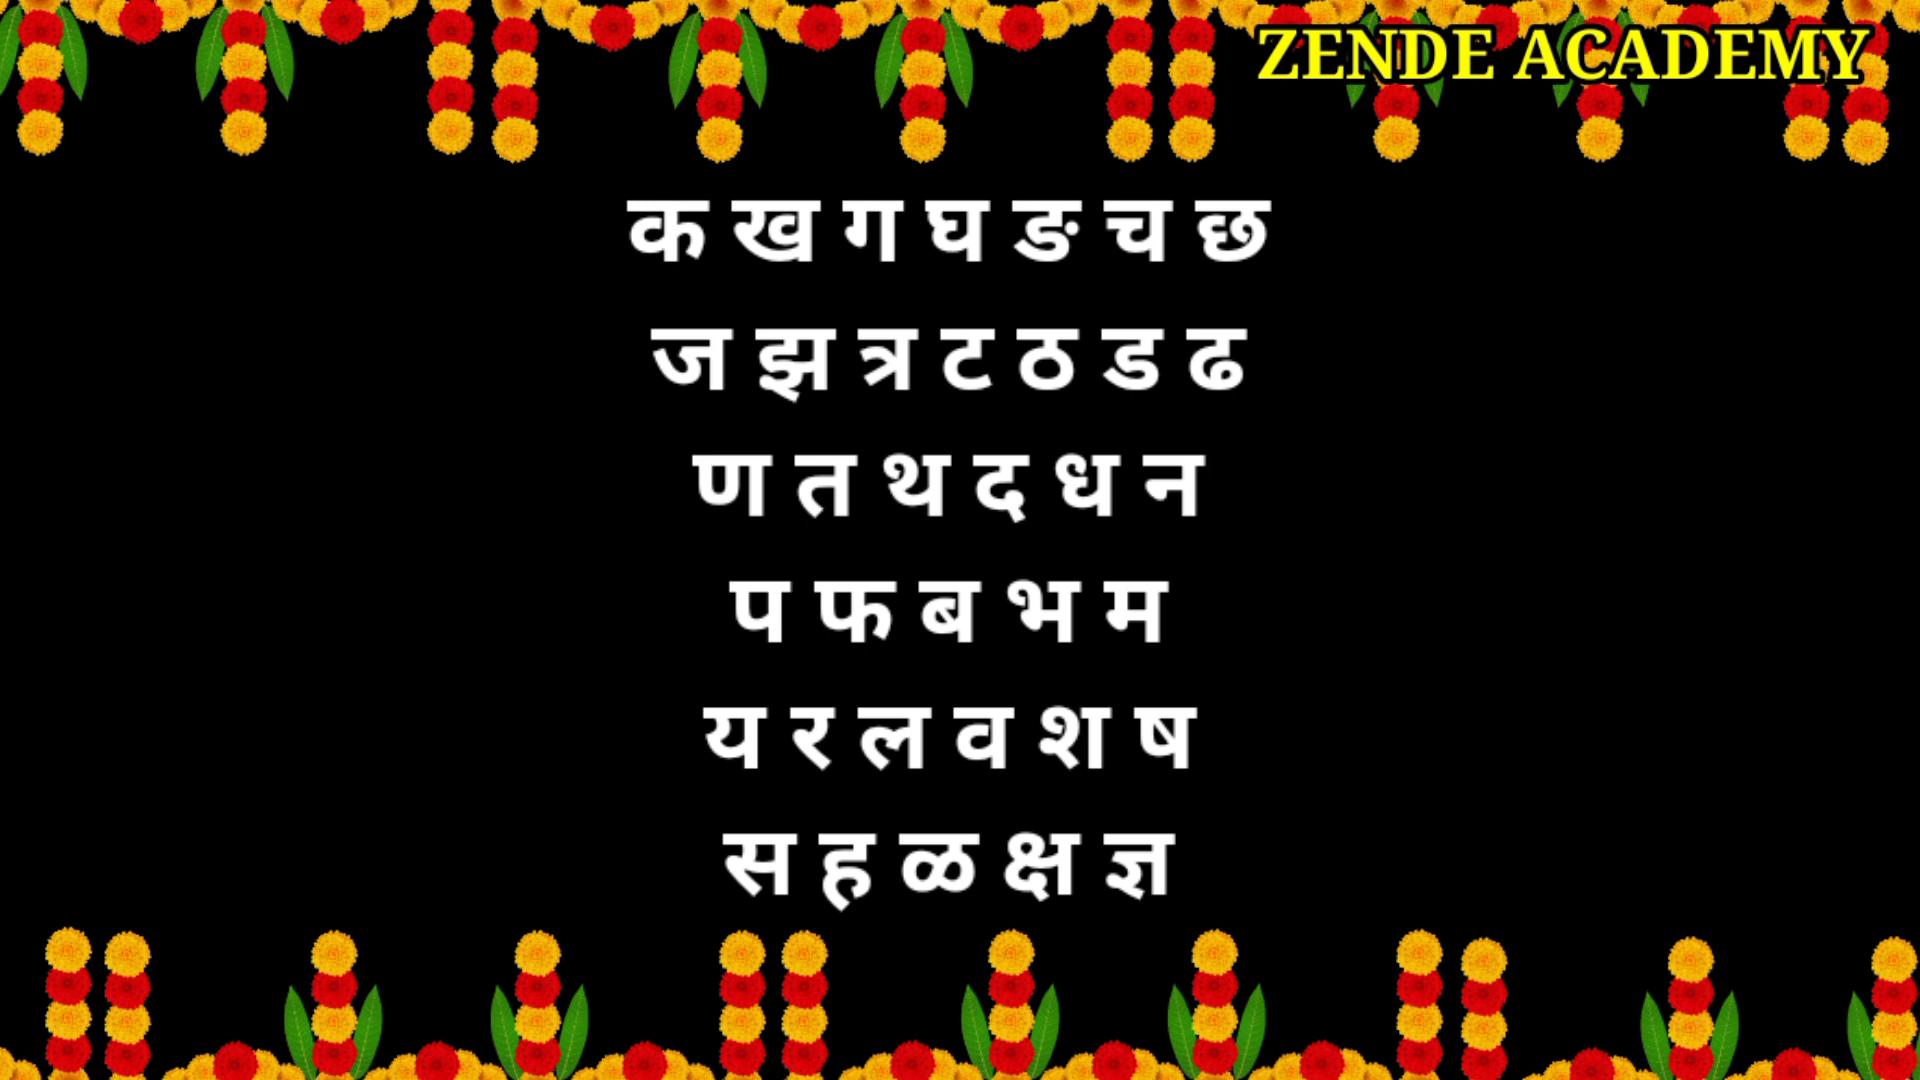 ZENDE ACADEMY
क ख ग घ ङ च छ
ज झ त्र ट ठ ड ढ
ण त थ द ध न
प फ ब भ म
य र ल व श ष
स ह ळ क्ष ज्ञ